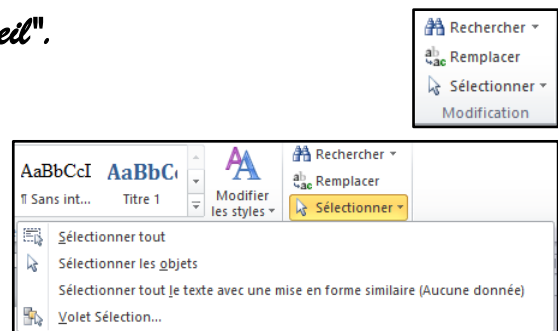 eil".
Rechercher
Remplacer
Sélectionner
Modification
AaBbCcI AaBbC
¶ Sans int... Titre 1
Modifier
les styles
Rechercher
Remplacer
Sélectionner
Sélectionner tout
Sélectionner les objets
Sélectionner tout le texte avec une mise en forme similaire (Aucune donnée)
Volet Sélection...